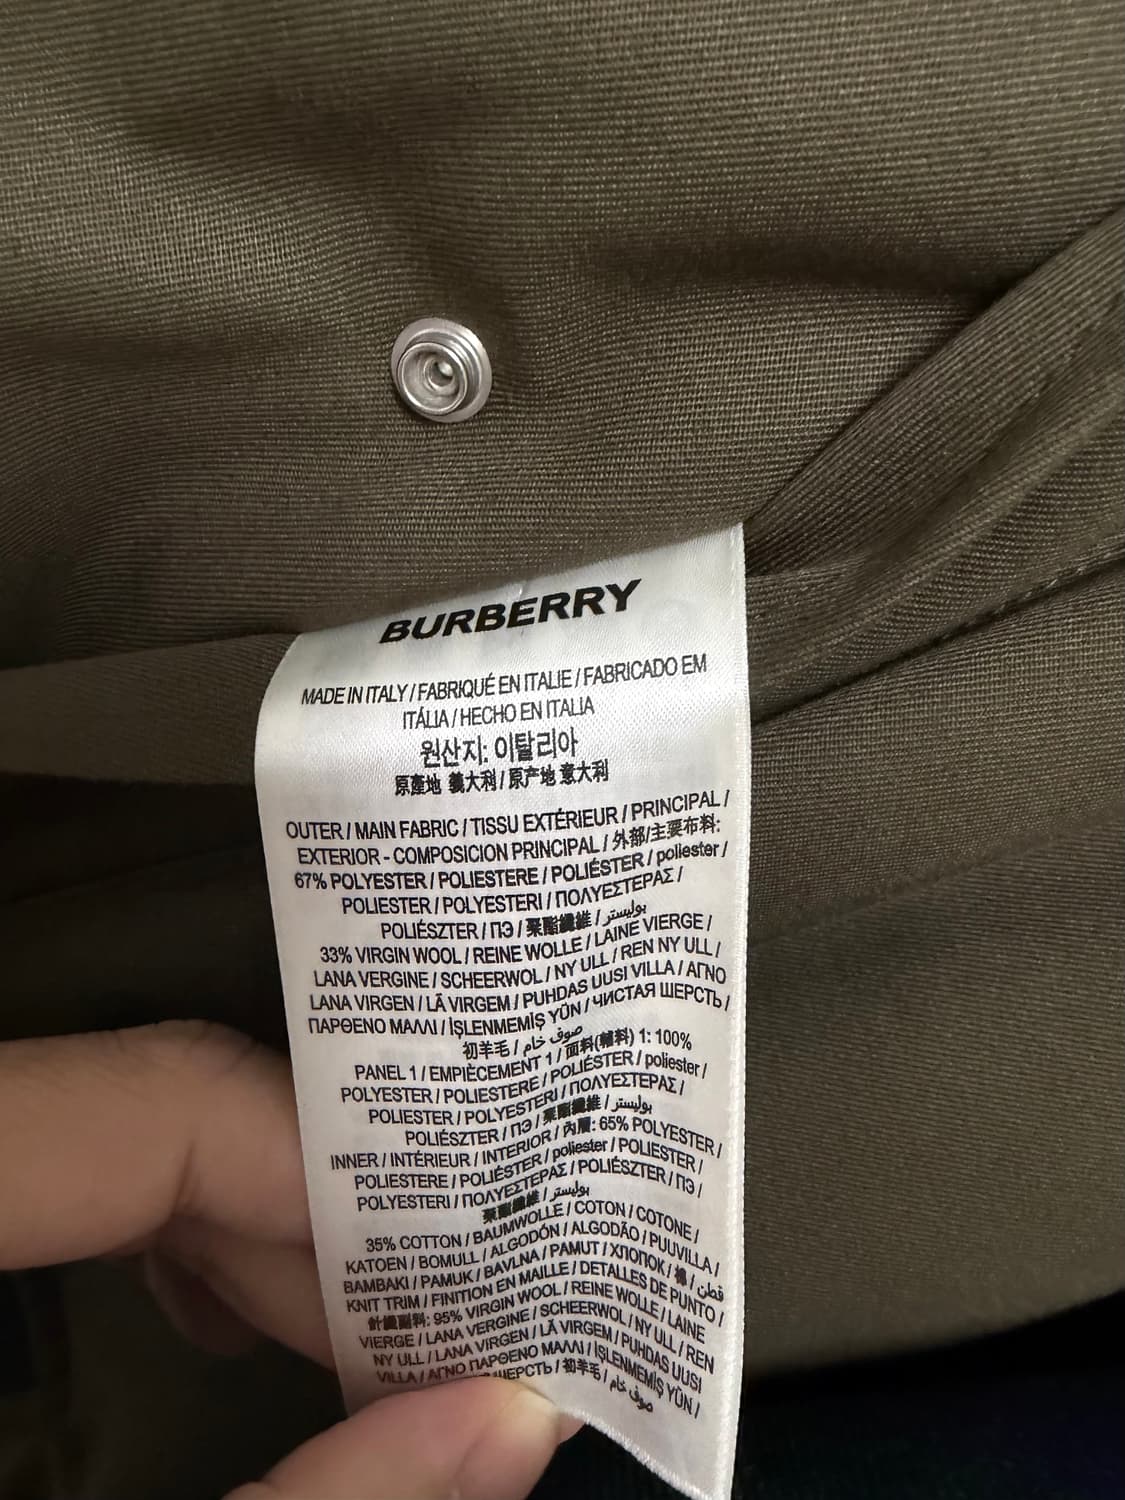 BURBERRY
MADE IN ITALY / FABRIQUÉ EN ITALIE / FABRICADO EM
ITÁLIA / HECHO EN ITALIA
원산지: 이탈리아
原產地 義大利 / 原产地 意大利
OUTER / MAIN FABRIC / TISSU EXTÉRIEUR / PRINCIPAL /
EXTERIOR - COMPOSICION PRINCIPAL / 外部/主要布料:
67% POLYESTER / POLIESTERE / POLIÉSTER / poliester /
POLIESTER / POLYESTERI / ΠΟΛΥΕΣΤΕΡΑΣ /
POLIÉSZTER / ПЭ / 聚酯纖維 / بوليستر
33% VIRGIN WOOL / REINE WOLLE / LAINE VIERGE /
LANA VERGINE / SCHEERWOL / NY ULL / REN NY ULL /
LANA VIRGEN / LÃ VIRGEM / PUHDAS UUSI VILLA / ΑΓΝΟ
ΠΑΡΘΕΝΟ ΜΑΛΛΙ / İŞLENMEMİŞ YÜN / ЧИСТАЯ ШЕРСТЬ /
初羊毛 / صوف خام
PANEL 1 / EMPIÈCEMENT 1 / 面料(輔料) 1: 100%
POLYESTER / POLIESTERE / POLIÉSTER / poliester /
POLIESTER / POLYESTERI / ΠΟΛΥΕΣΤΕΡΑΣ /
POLIÉSZTER / ПЭ / 聚酯纖維 / بوليستر
INNER / INTÉRIEUR / INTERIOR / 內層: 65% POLYESTER /
POLIESTERE / POLIÉSTER / poliester / POLIESTER /
POLYESTERI / ΠΟΛΥΕΣΤΕΡΑΣ / POLIÉSZTER / ПЭ /
聚酯纖維 / بوليستر
35% COTTON / BAUMWOLLE / COTON / COTONE /
KATOEN / BOMULL / ALGODÓN / ALGODÃO / PUUVILLA /
BAMBAKI / PAMUK / BAVLNA / PAMUT / ХЛОПОК / 棉 / قطن
KNIT TRIM / FINITION EN MAILLE / DETALLES DE PUNTO /
針織副料: 95% VIRGIN WOOL / REINE WOLLE / LAINE
VIERGE / LANA VERGINE / SCHEERWOL / NY ULL / REN
NY ULL / LANA VIRGEN / LÃ VIRGEM / PUHDAS UUSI
VILLA / ΑΓΝΟ ΠΑΡΘΕΝΟ ΜΑΛΛΙ / İŞLENMEMİŞ YÜN /
ШЕРСТЬ / 初羊毛 / صوف خام